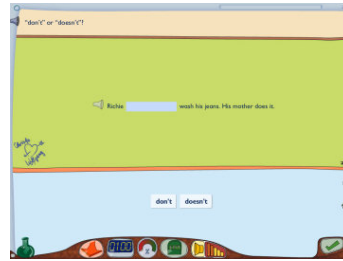 "don't" or "doesn't"?
Richie wash his jeans. His mother does it.
don't doesn't